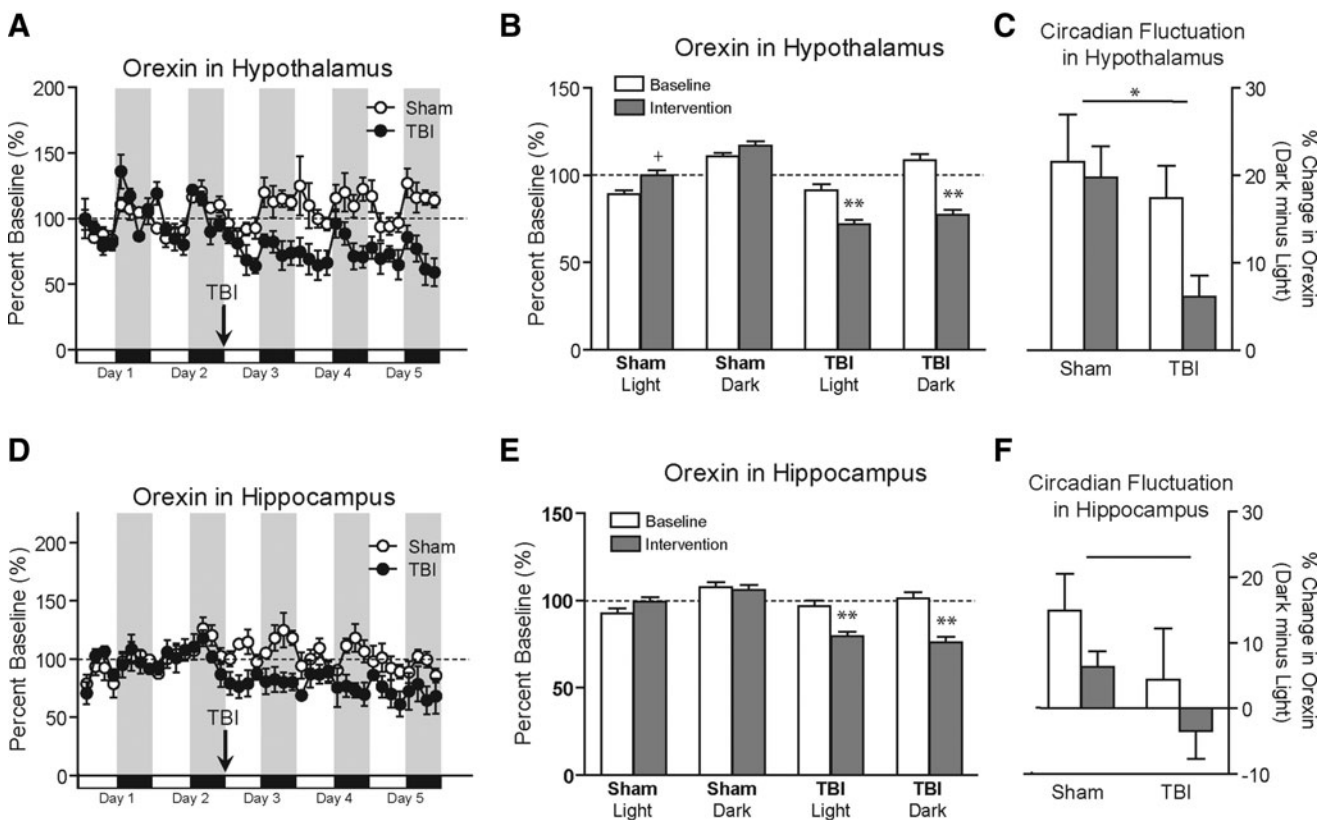 A
Orexin in Hypothalamus
Percent Baseline (%)
200
150
100
50
0
Sham
TBI
TBI
Day 1 Day 2 Day 3 Day 4 Day 5
B
Orexin in Hypothalamus
Percent Baseline (%)
150
100
50
0
Baseline
Intervention
+
**
**
Sham Sham TBI TBI
Light Dark Light Dark
C
Circadian Fluctuation
in Hypothalamus
*
30
20
10
0
% Change in Orexin
(Dark minus Light)
Sham TBI
D
Orexin in Hippocampus
Percent Baseline (%)
200
150
100
50
0
Sham
TBI
TBI
Day 1 Day 2 Day 3 Day 4 Day 5
E
Orexin in Hippocampus
Percent Baseline (%)
150
100
50
0
Baseline
Intervention
**
**
Sham Sham TBI TBI
Light Dark Light Dark
F
Circadian Fluctuation
in Hippocampus
30
20
10
0
-10
% Change in Orexin
(Dark minus Light)
Sham TBI